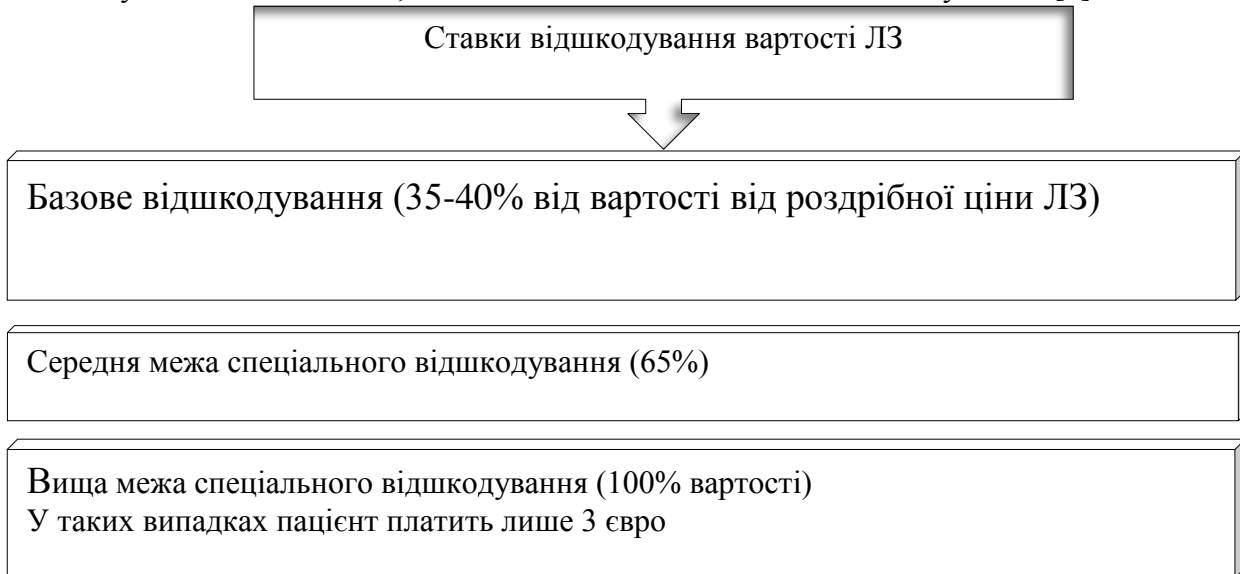 Ставки відшкодування вартості ЛЗ
Базове відшкодування (35-40% від вартості від роздрібної ціни ЛЗ)
Середня межа спеціального відшкодування (65%)
Вища межа спеціального відшкодування (100% вартості)
У таких випадках пацієнт платить лише 3 євро